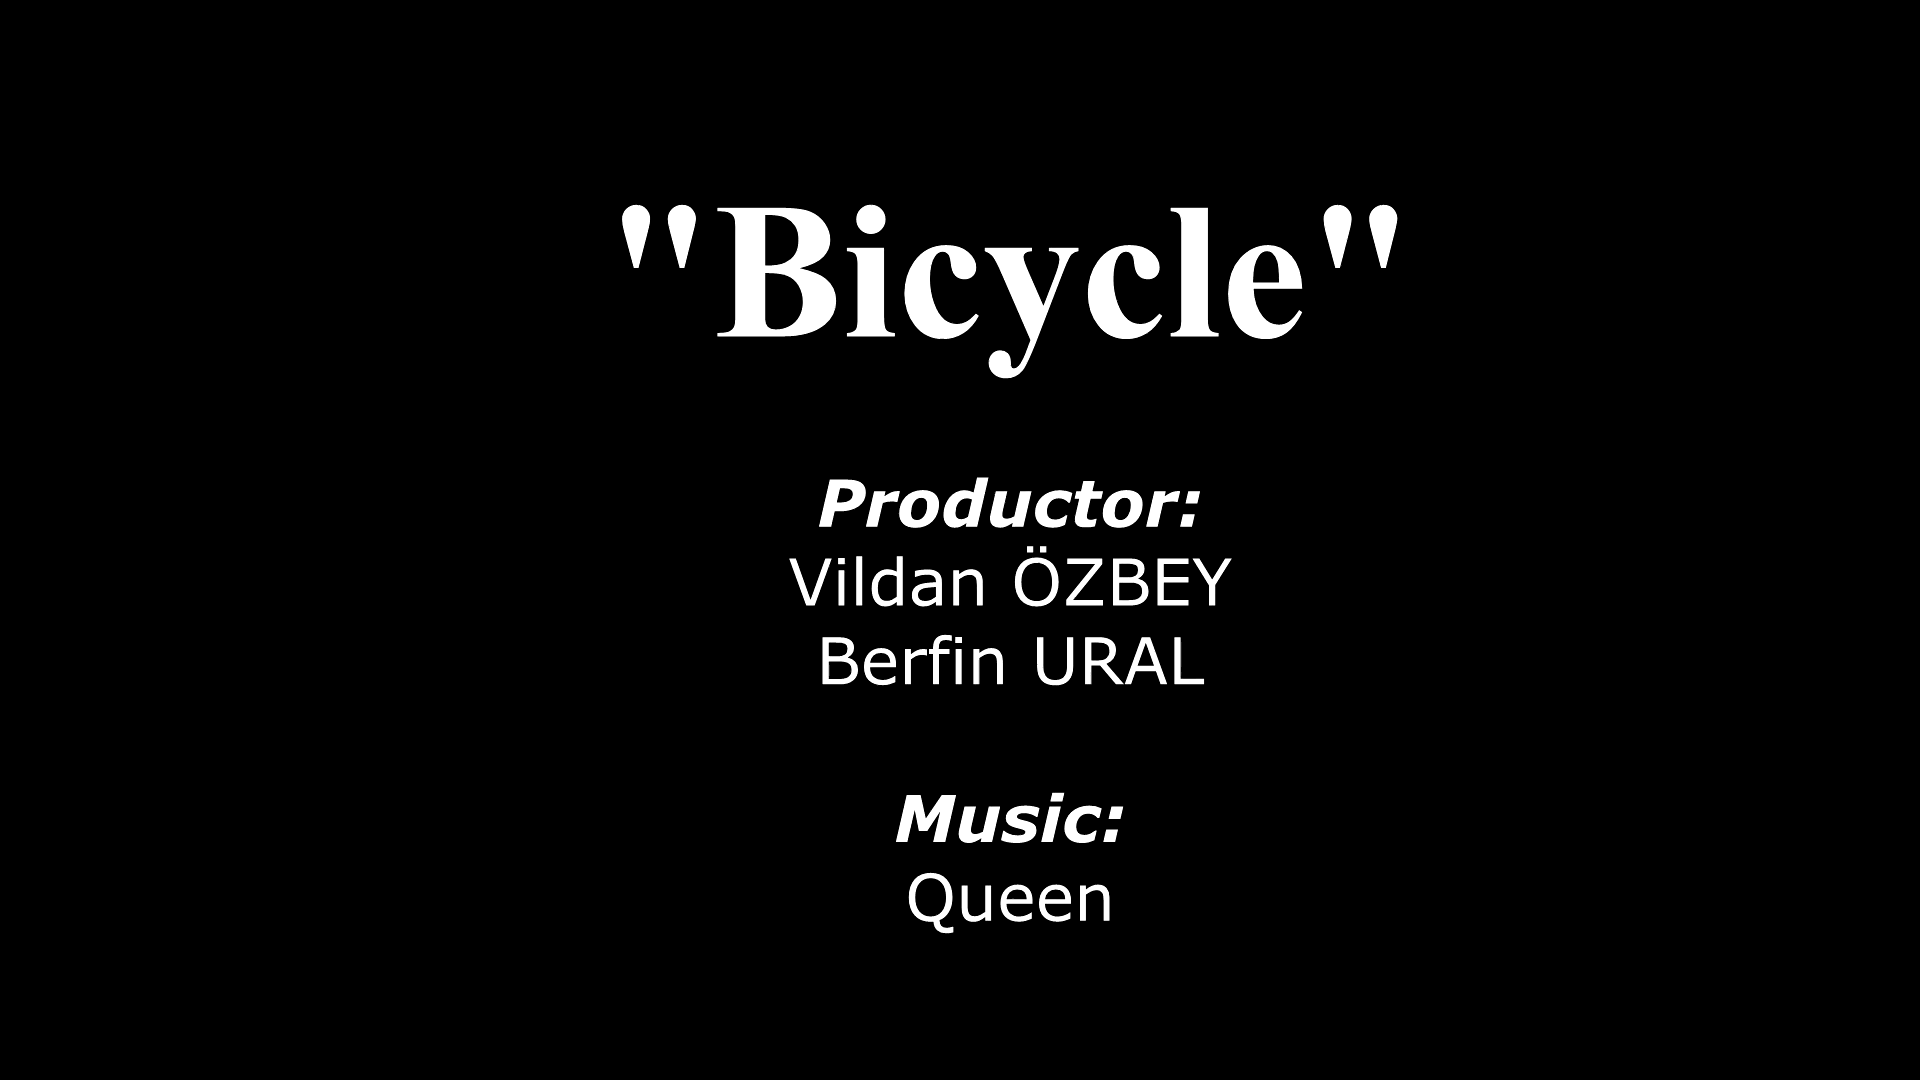 "Bicycle"
Productor:
Vildan ÖZBEY
Berfin URAL
Music:
Queen